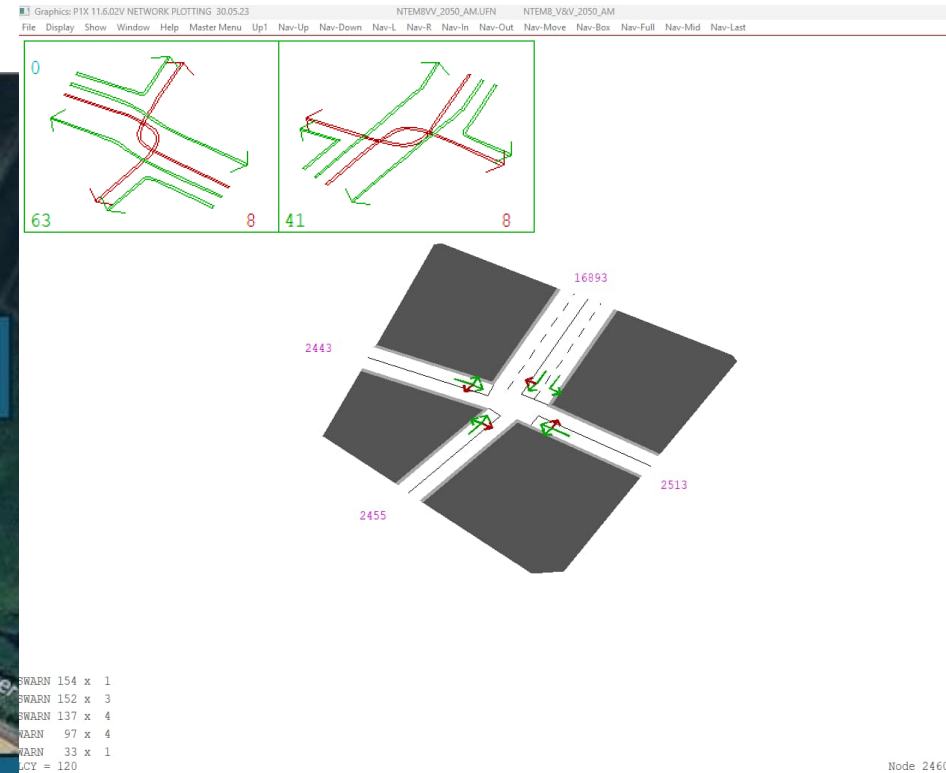 Graphics: P1X 11.6.02V NETWORK PLOTTING 30.05.23 NTEM8VV_2050_AM.UFN NTEM8_V&V_2050_AM
File Display Show Window Help Master Menu Up1 Nav-Up Nav-Down Nav-L Nav-R Nav-In Nav-Out Nav-Move Nav-Box Nav-Full Nav-Mid Nav-Last
0
63 8 41 8
16893
2443
2513
2455
SWARN 154 x 1
SWARN 152 x 3
SWARN 137 x 4
WARN 97 x 4
WARN 33 x 1
LCY = 120
Node 2460